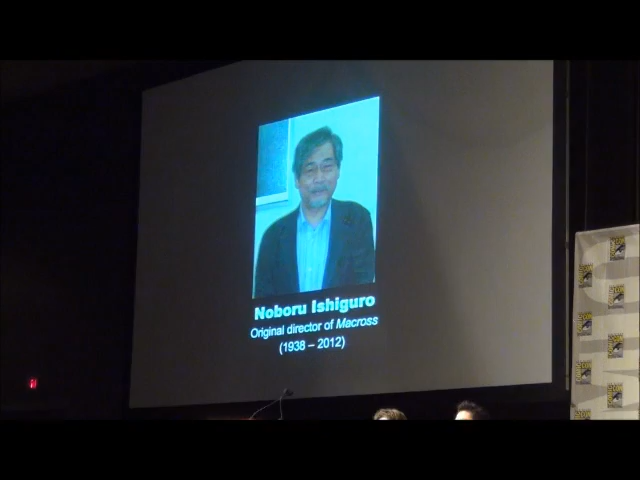 Noboru Ishiguro
Original director of Macross
(1938 – 2012)